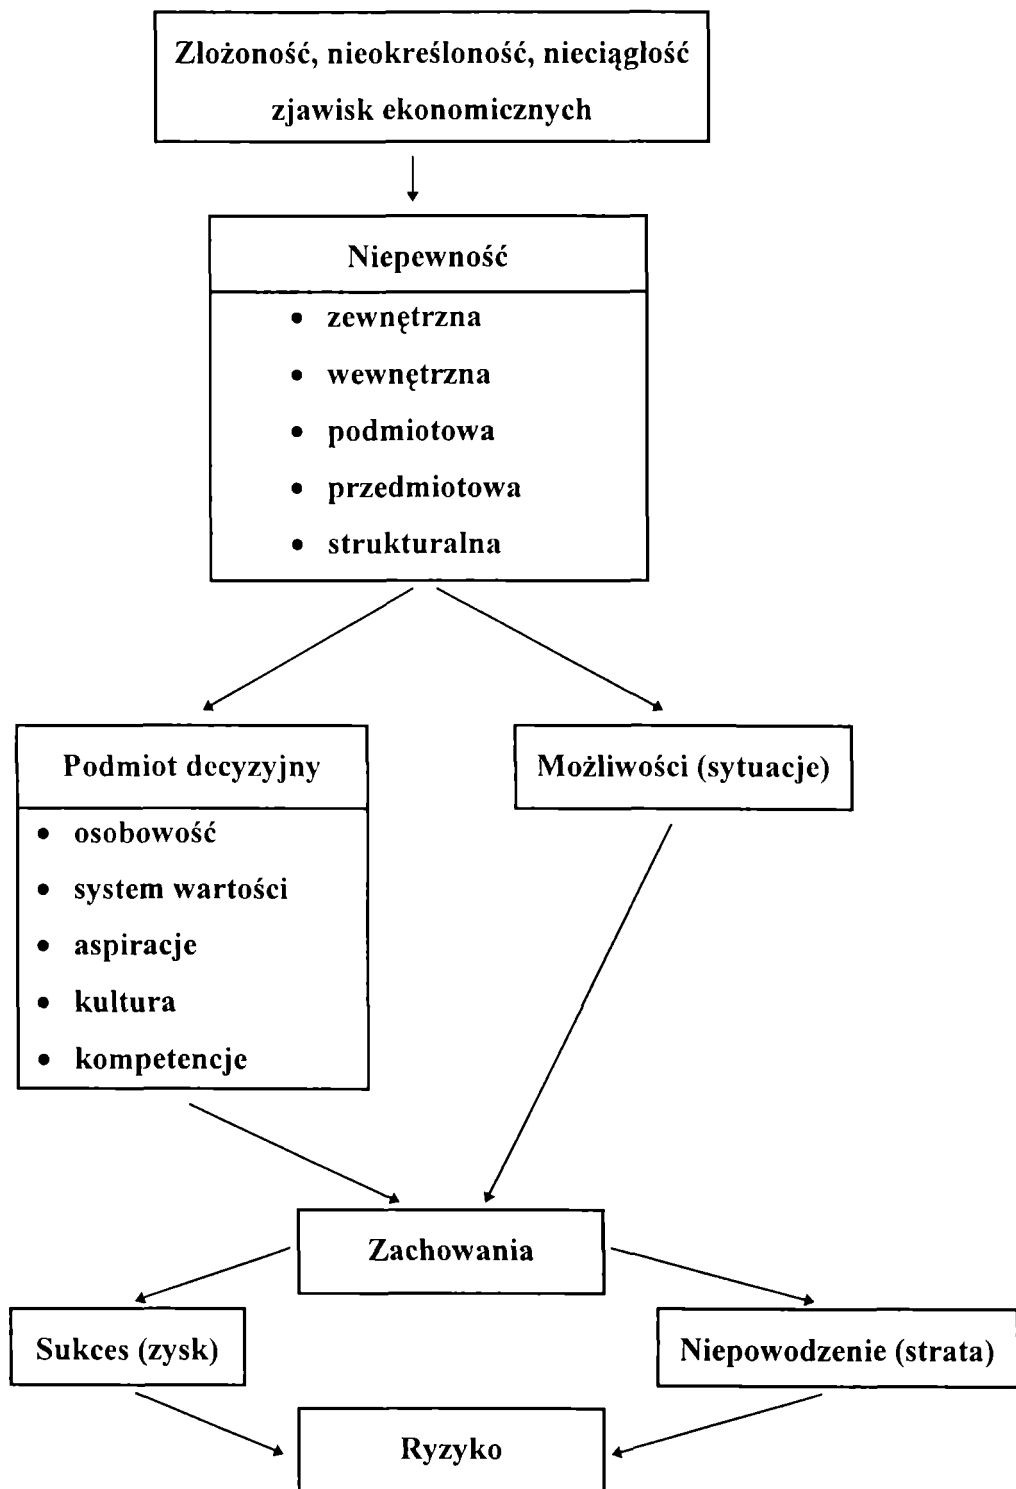 Złożoność, nieokreśloność, nieciągłość
zjawisk ekonomicznych
Niepewność
• zewnętrzna
• wewnętrzna
• podmiotowa
• przedmiotowa
• strukturalna
Podmiot decyzyjny
Możliwości (sytuacje)
• osobowość
• system wartości
• aspiracje
• kultura
• kompetencje
Zachowania
Sukces (zysk)
Niepowodzenie (strata)
Ryzyko